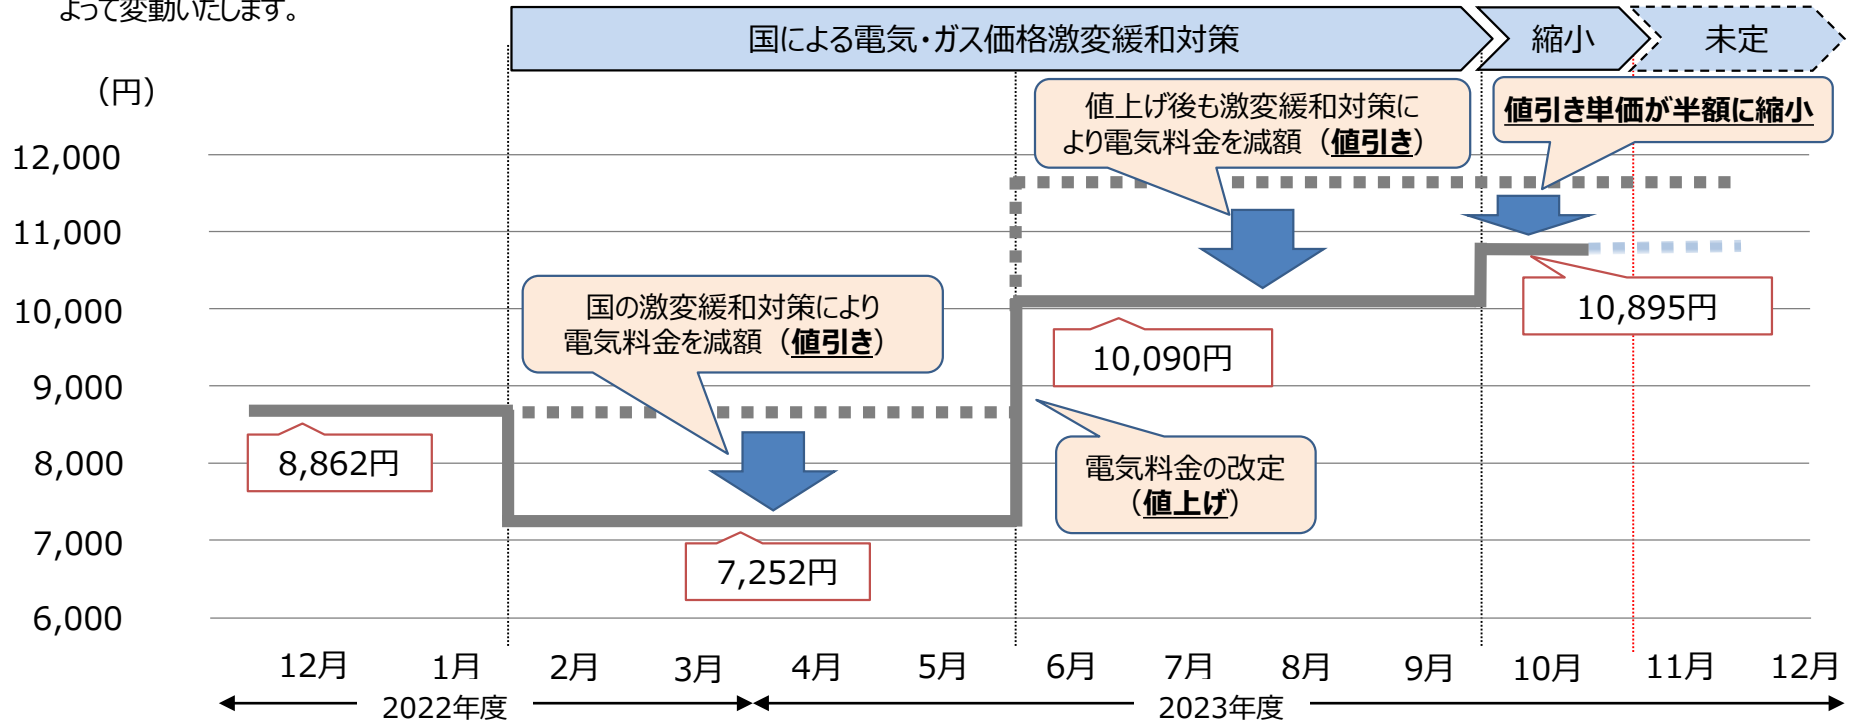 よって変動いたします。
国による電気・ガス価格激変緩和対策
縮小
未定
（円）
値上げ後も激変緩和対策に
より電気料金を減額（値引き）
値引き単価が半額に縮小
12,000
11,000
10,000
9,000
8,000
7,000
6,000
国の激変緩和対策により
電気料金を減額（値引き）
10,895円
10,090円
8,862円
電気料金の改定
（値上げ）
7,252円
12月
1月
2月
3月
4月
5月
6月
7月
8月
9月
10月
11月
12月
2022年度
2023年度